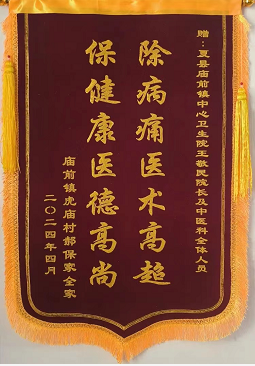 赠：夏县庙前镇中心卫生院王敬民院长及中医科全体人员
除病痛医术高超
保健康医德高尚
庙前镇虎庙村郝保家全家
二〇二四年四月